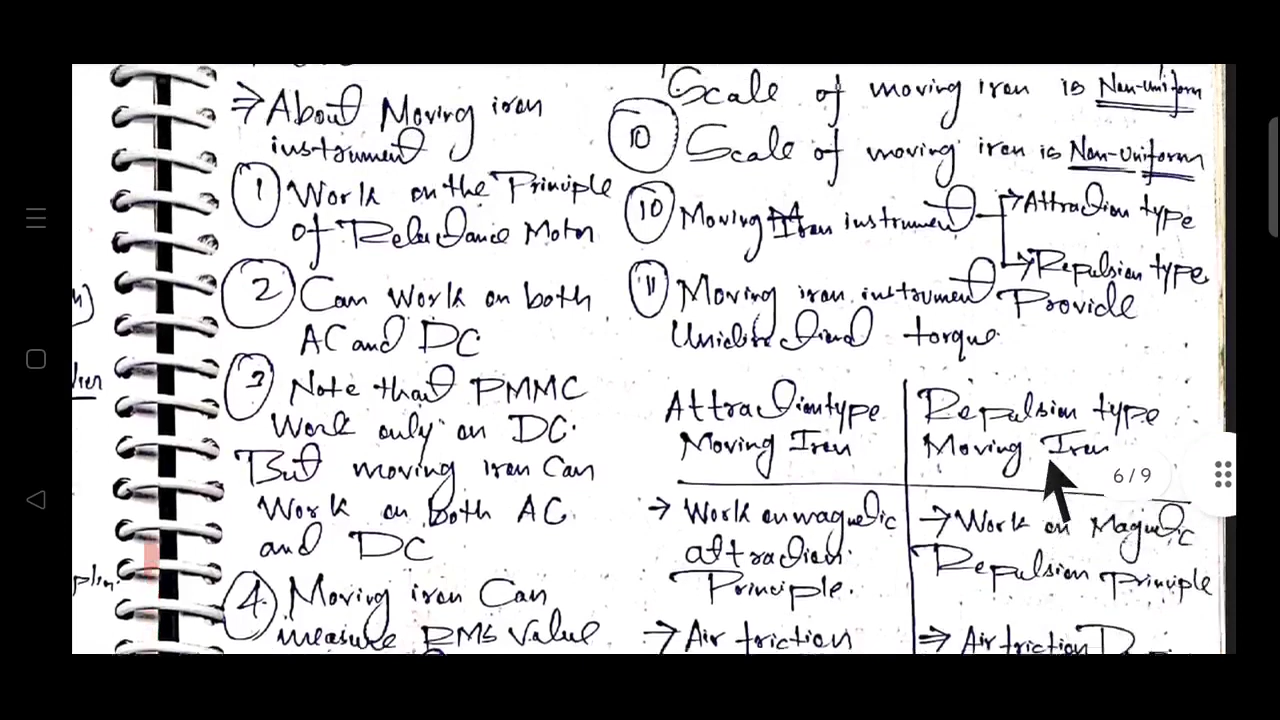 ⇒ About Moving iron
instrument
① Work on the Principle
of Reluctance Motor
② Can Work on both
AC and DC
③ Note that PMMC
Work only on DC.
But moving iron Can
Work on both AC
and DC
④ Moving iron Can
measure RMS Value
Scale of moving iron is Non-Uniform
⑩ Scale of moving iron is Non-Uniform
⑩ Moving Iron instrument → Attraction type
→ Repulsion type
⑪ Moving iron instrument Provide
Unidirectional torque.
Attraction type
Moving Iron
→ Work on magnetic
attraction
Principle.
→ Air friction
Repulsion type
Moving Iron
→ Work on Magnetic
Repulsion principle
⇒ Air friction
6/9